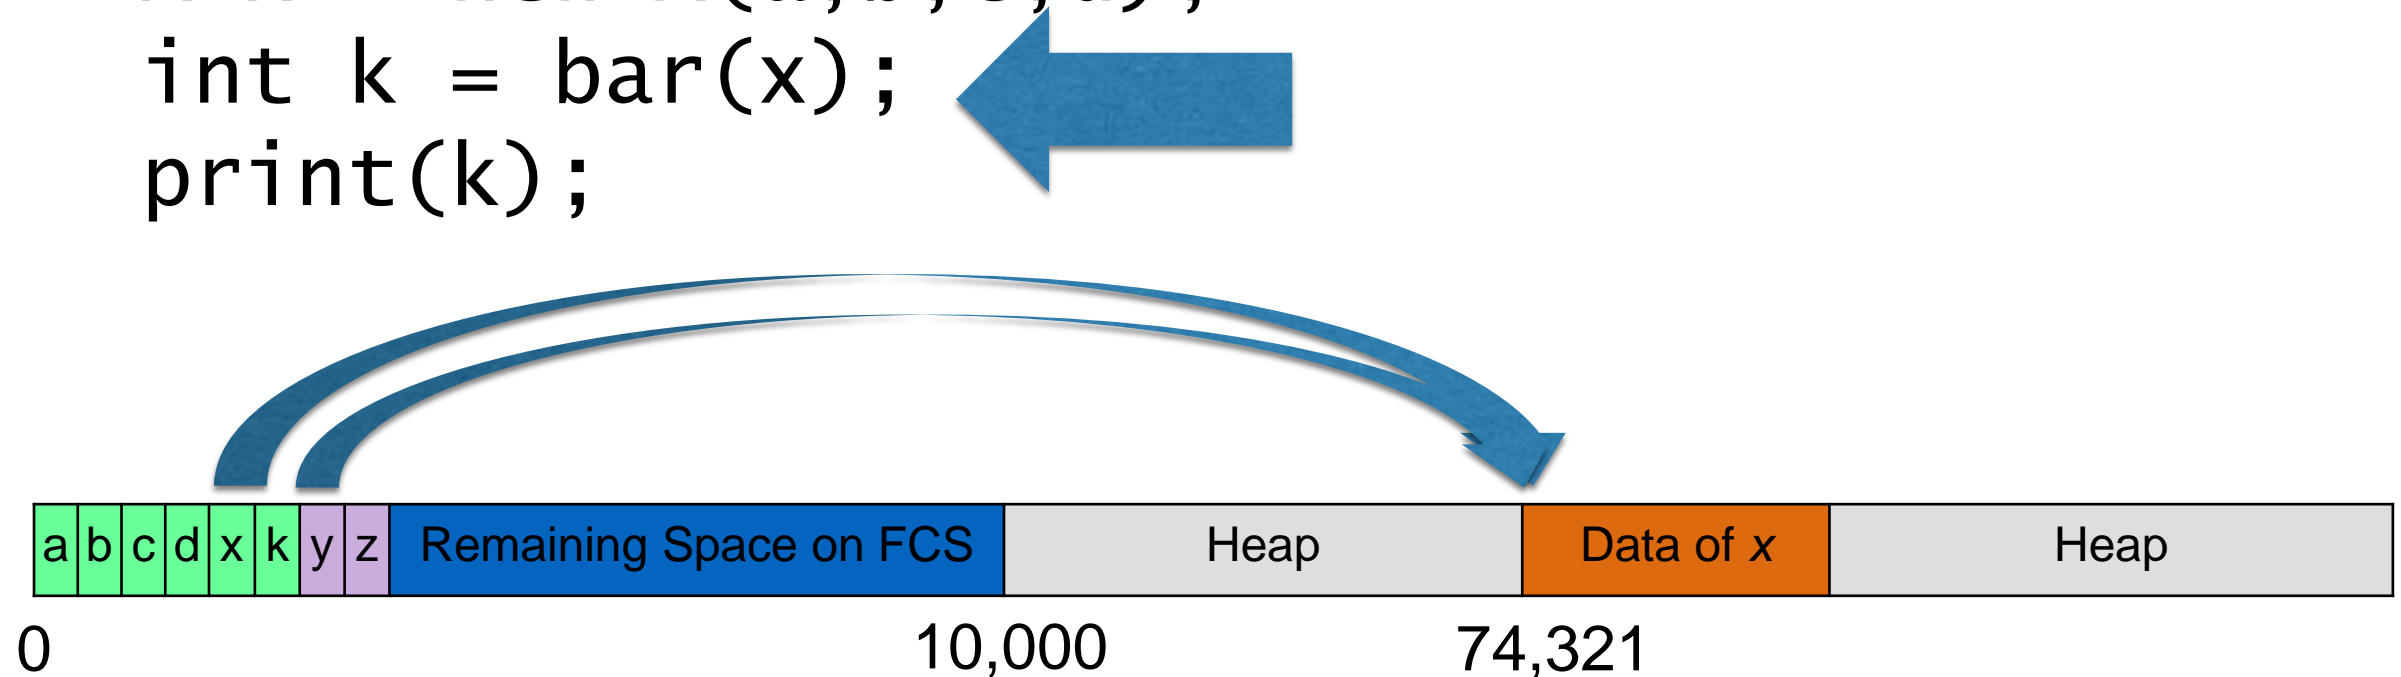 int k = bar(x);
print(k);
a b c d x k y z Remaining Space on FCS Heap Data of x Heap
0 10,000 74,321